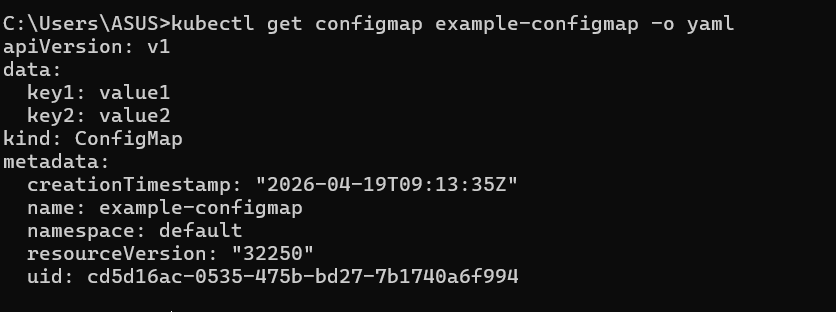 C:\Users\ASUS>kubectl get configmap example-configmap -o yaml
apiVersion: v1
data:
  key1: value1
  key2: value2
kind: ConfigMap
metadata:
  creationTimestamp: "2026-04-19T09:13:35Z"
  name: example-configmap
  namespace: default
  resourceVersion: "32250"
  uid: cd5d16ac-0535-475b-bd27-7b1740a6f994